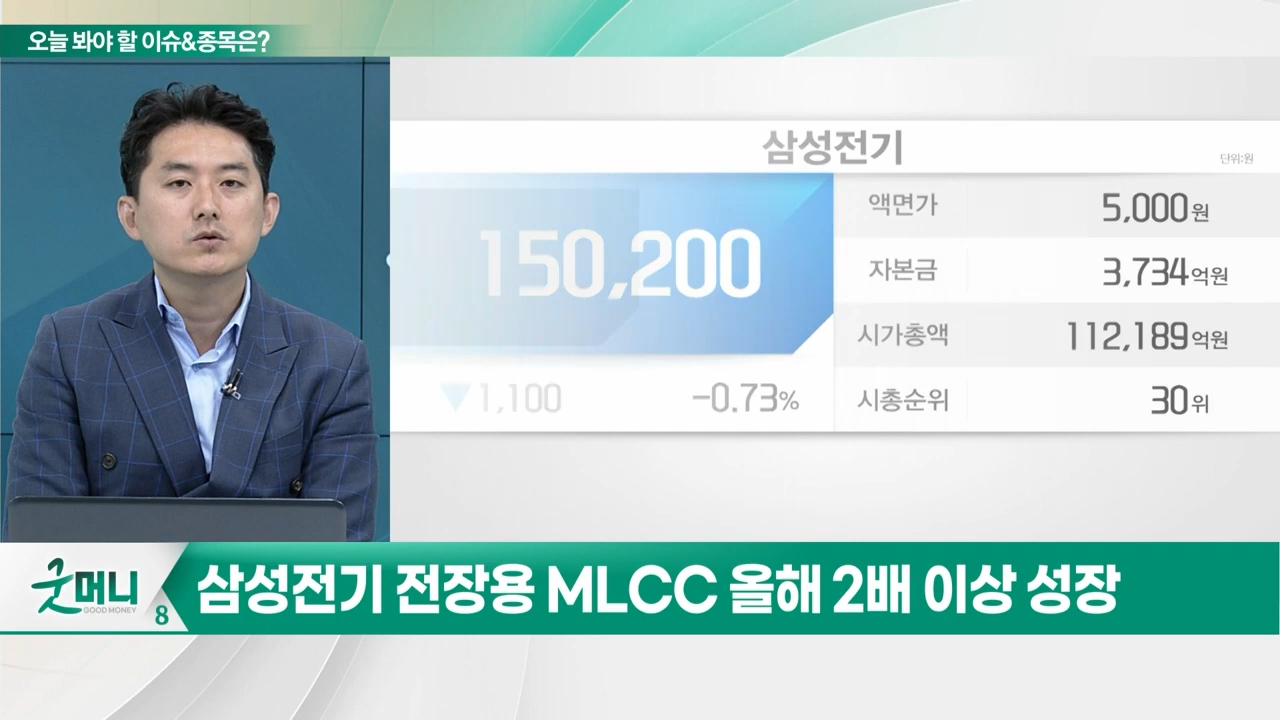 오늘 봐야 할 이슈&종목은?
삼성전기
단위:원
150,200
▼1,100 -0.73%
액면가 5,000원
자본금 3,734억원
시가총액 112,189억원
시총순위 30위
굿머니
GOOD MONEY
8
삼성전기 전장용 MLCC 올해 2배 이상 성장